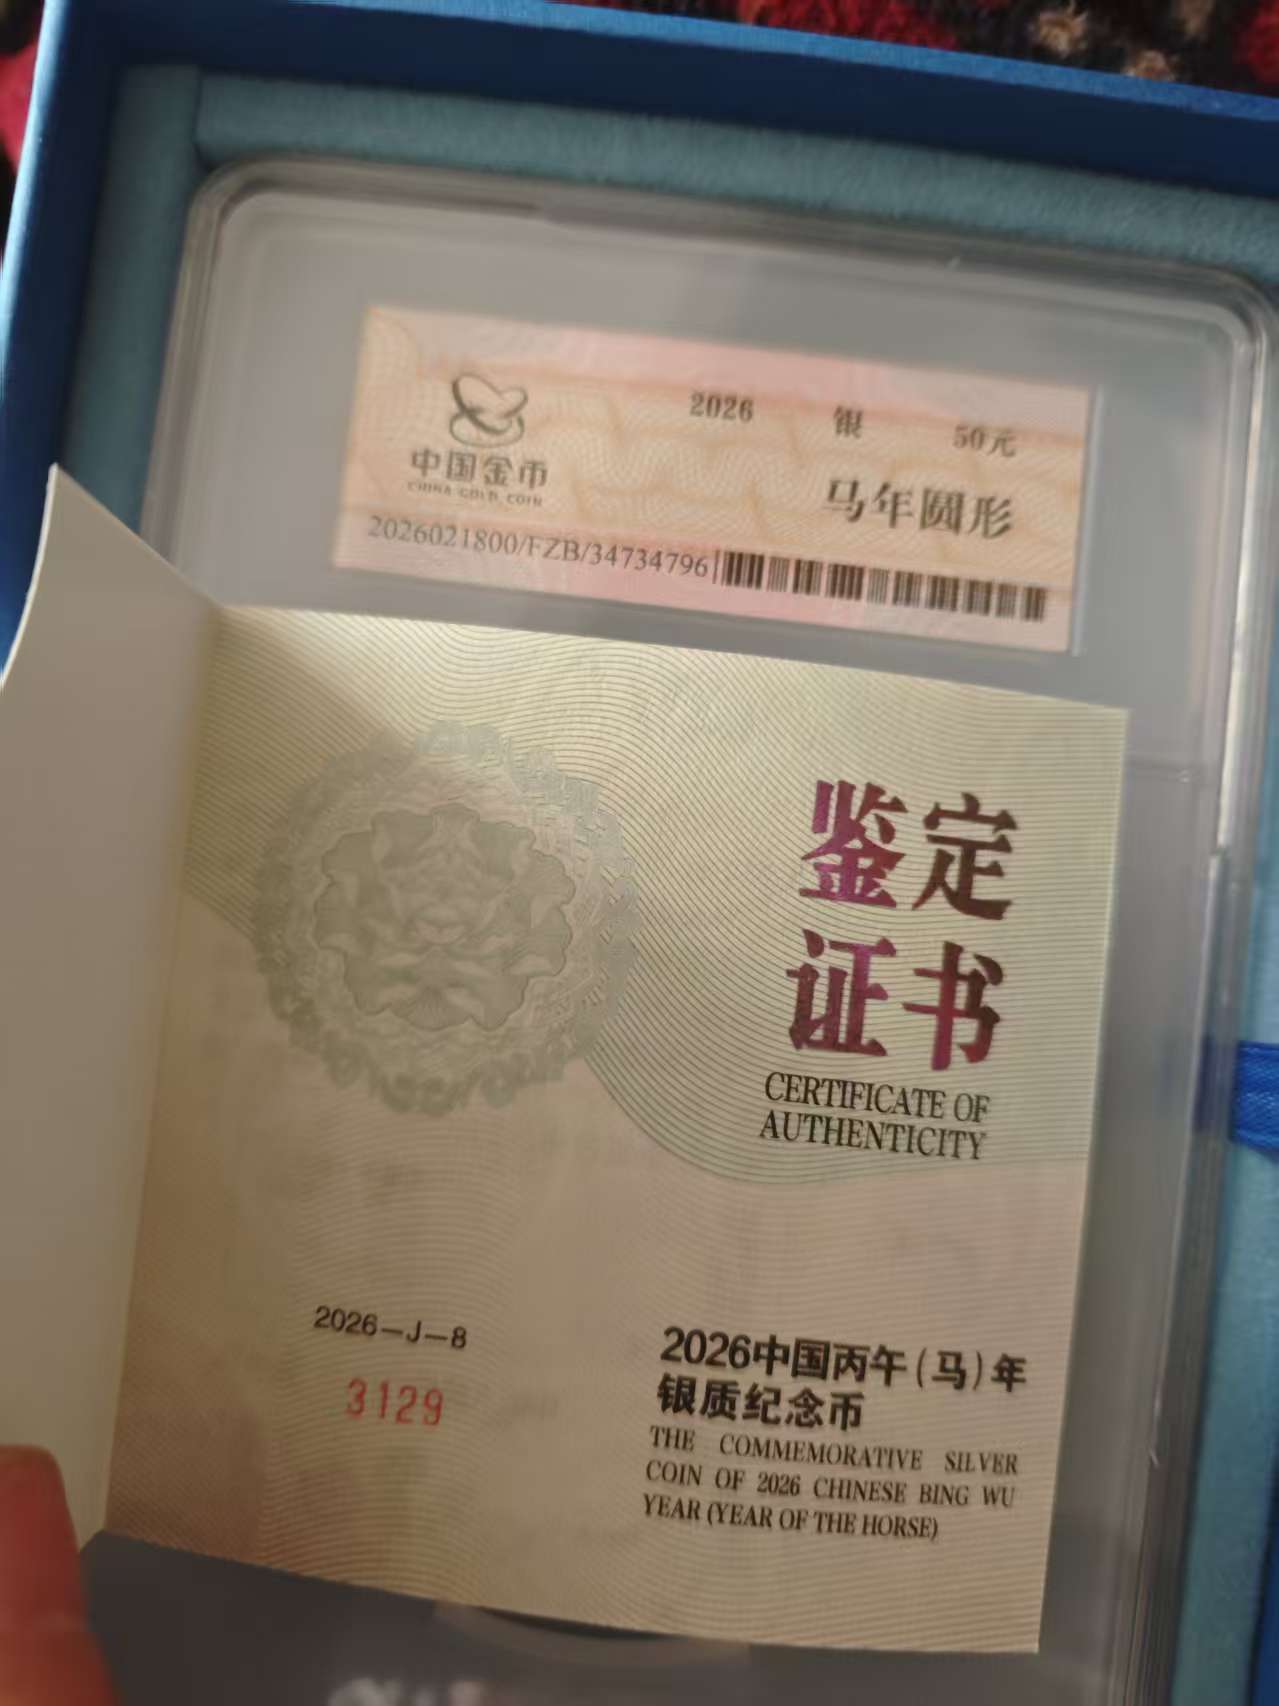 2026 银 50元
中国金币
CHINA GOLD COIN
马年圆形
2026021800/FZB/34734796
鉴定
证书
CERTIFICATE OF
AUTHENTICITY
2026—J—8
3129
2026中国丙午(马)年
银质纪念币
THE COMMEMORATIVE SILVER
COIN OF 2026 CHINESE BING WU
YEAR (YEAR OF THE HORSE)